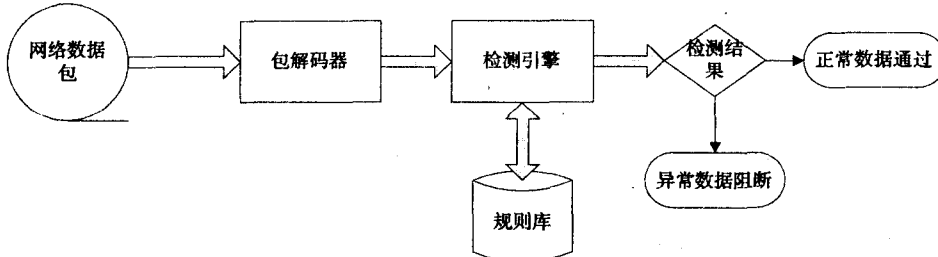 网络数据
包
包解码器
检测引擎
检测结
果
正常数据通过
异常数据阻断
规则库